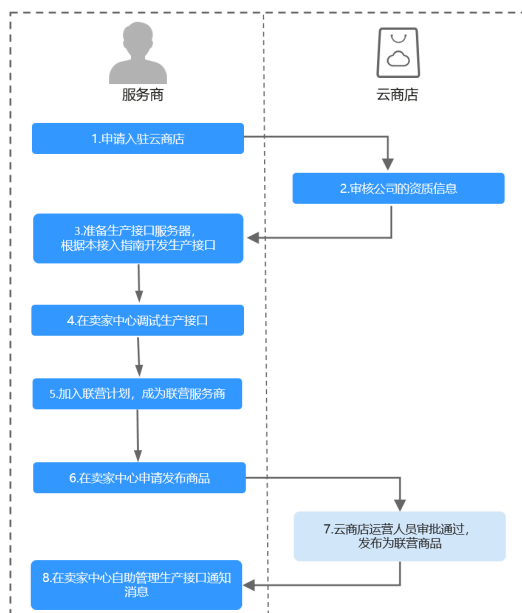 服务商
云商店
1.申请入驻云商店
2.审核公司的资质信息
3.准备生产接口服务器，
根据本接入指南开发生产接口
4.在卖家中心调试生产接口
5.加入联营计划，成为联营服务商
6.在卖家中心申请发布商品
7.云商店运营人员审批通过，
发布为联营商品
8.在卖家中心自助管理生产接口通知
消息